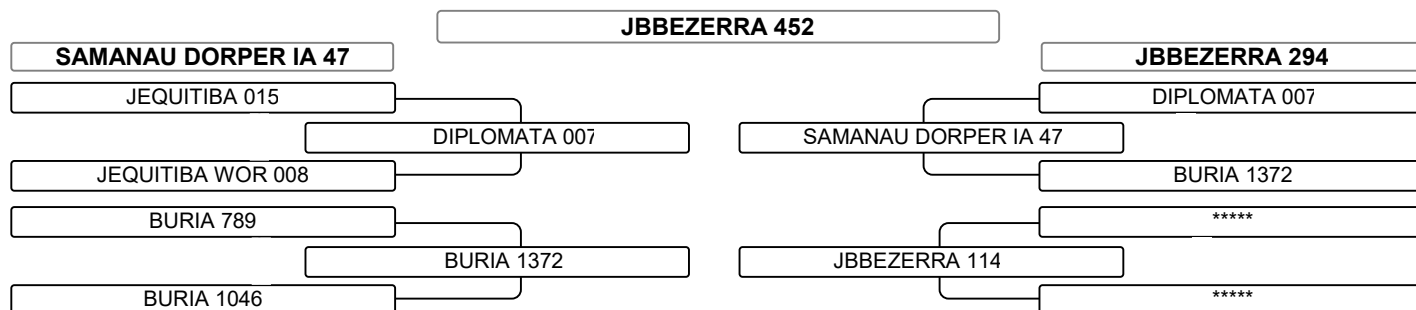 JBBEZERRA 452
SAMANAU DORPER IA 47
JBBEZERRA 294
JEQUITIBA 015
DIPLOMATA 007
DIPLOMATA 007
SAMANAU DORPER IA 47
JEQUITIBA WOR 008
BURIA 1372
BURIA 789
*****
BURIA 1372
JBBEZERRA 114
BURIA 1046
*****